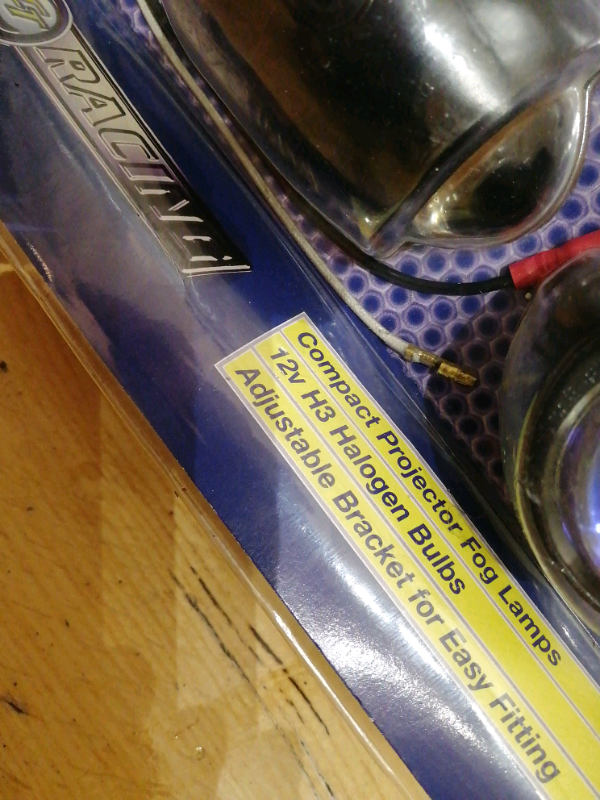 RACING
Compact Projector Fog Lamps
12v H3 Halogen Bulbs
Adjustable Bracket for Easy Fitting